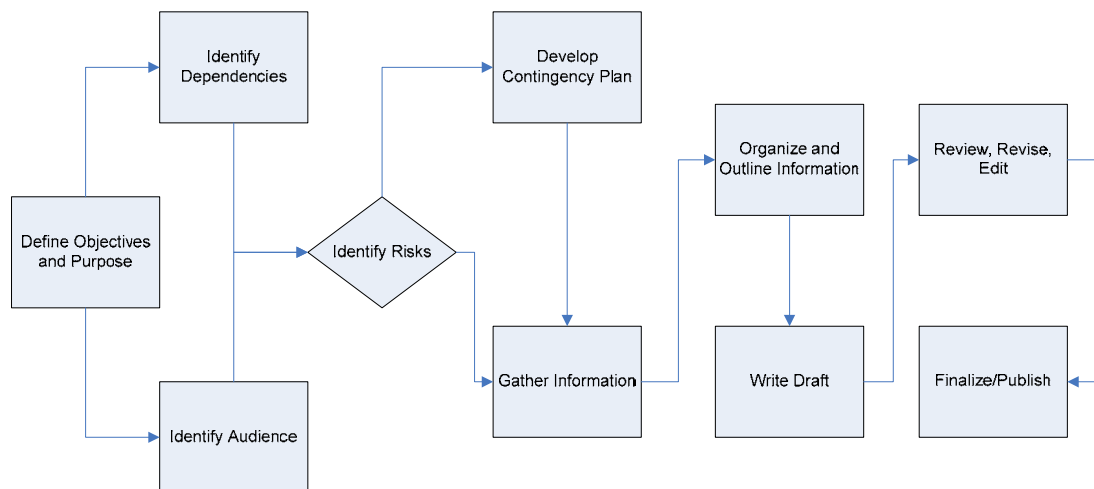 Identify
Dependencies
Develop
Contingency Plan
Organize and
Outline Information
Review, Revise,
Edit
Define Objectives
and Purpose
Identify Risks
Gather Information
Write Draft
Finalize/Publish
Identify Audience